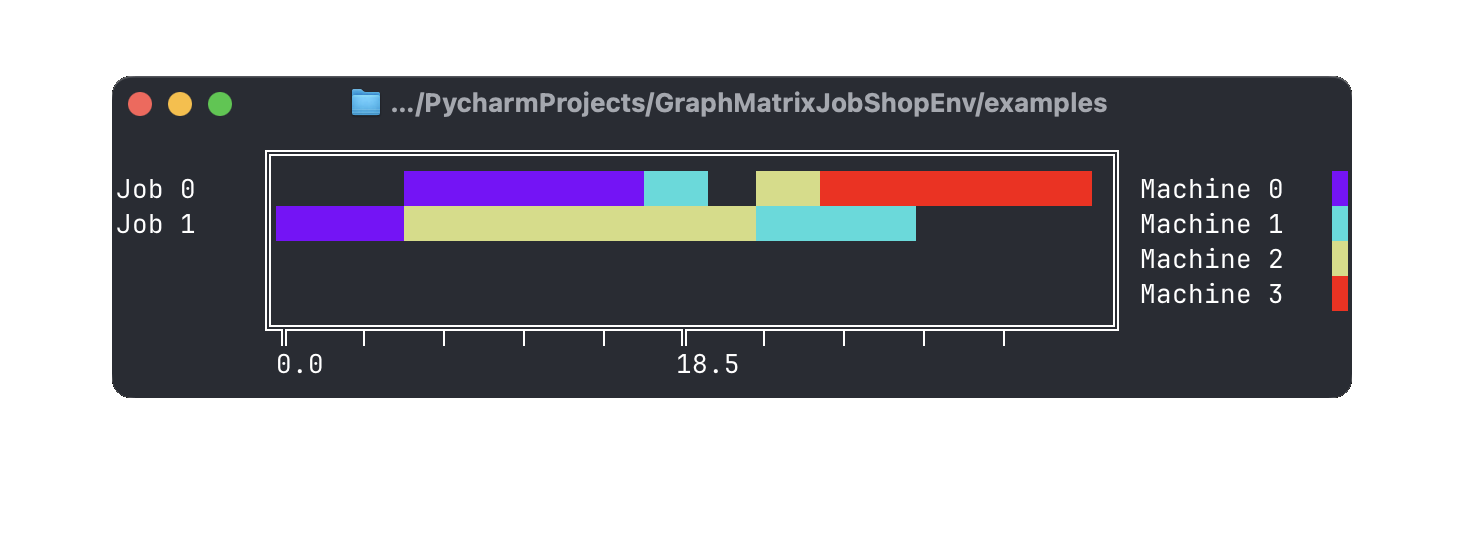 .../PycharmProjects/GraphMatrixJobShopEnv/examples
Job 0
Job 1
Machine 0
Machine 1
Machine 2
Machine 3
0.0
18.5